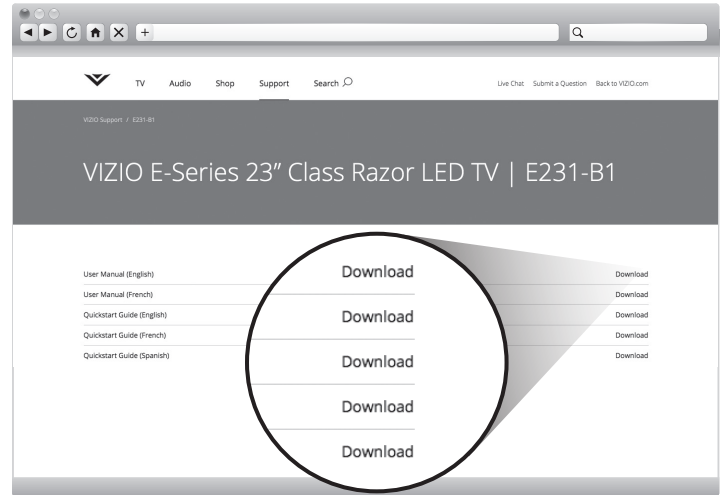 TV Audio Shop Support Search Live Chat Submit a Question Back to VIZIO.com
VIZIO Support / E231-B1
VIZIO E-Series 23” Class Razor LED TV | E231-B1
User Manual (English) Download
User Manual (French) Download
Quickstart Guide (English) Download
Quickstart Guide (French) Download
Quickstart Guide (Spanish) Download
Download
Download
Download
Download
Download